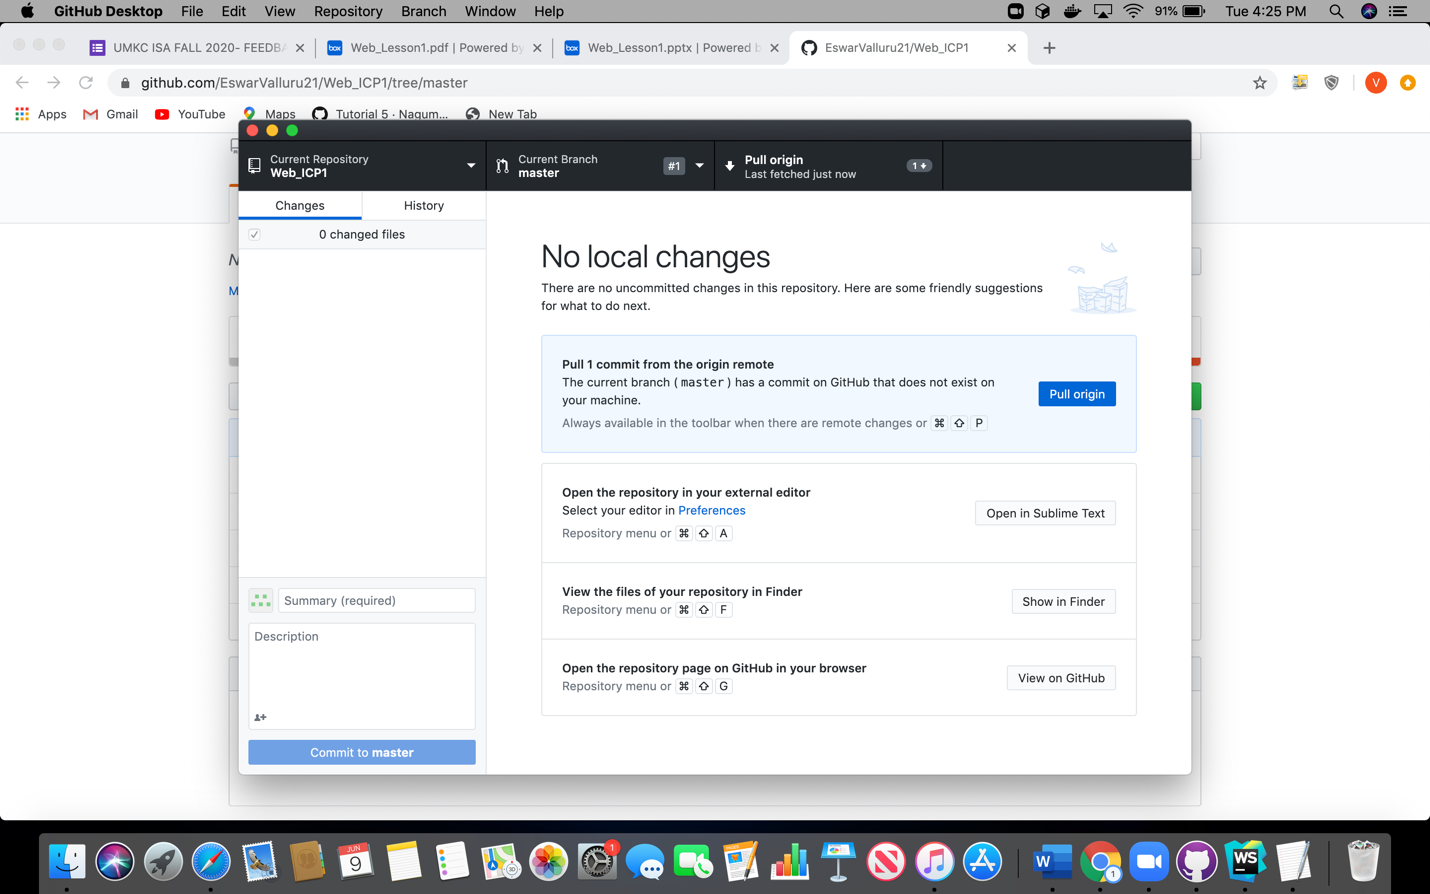 GitHub Desktop File Edit View Repository Branch Window Help
91% Tue 4:25 PM
UMKC ISA FALL 2020- FEEDBA
Web_Lesson1.pdf | Powered by
Web_Lesson1.pptx | Powered b
EswarValluru21/Web_ICP1
github.com/EswarValluru21/Web_ICP1/tree/master
V
Apps
Gmail
YouTube
Maps
Tutorial 5 · Nagum...
New Tab
Current Repository
Web_ICP1
Current Branch
master
#1
Pull origin
Last fetched just now
1
Changes
History
0 changed files
No local changes
There are no uncommitted changes in this repository. Here are some friendly suggestions
for what to do next.
Pull 1 commit from the origin remote
The current branch (master) has a commit on GitHub that does not exist on
your machine.
Always available in the toolbar when there are remote changes or ⌘ ⇧ P
Pull origin
Open the repository in your external editor
Select your editor in Preferences
Repository menu or ⌘ ⇧ A
Open in Sublime Text
View the files of your repository in Finder
Repository menu or ⌘ ⇧ F
Show in Finder
Open the repository page on GitHub in your browser
Repository menu or ⌘ ⇧ G
View on GitHub
Summary (required)
Description
Commit to master
JUN
9
3D
1
W
1
WS